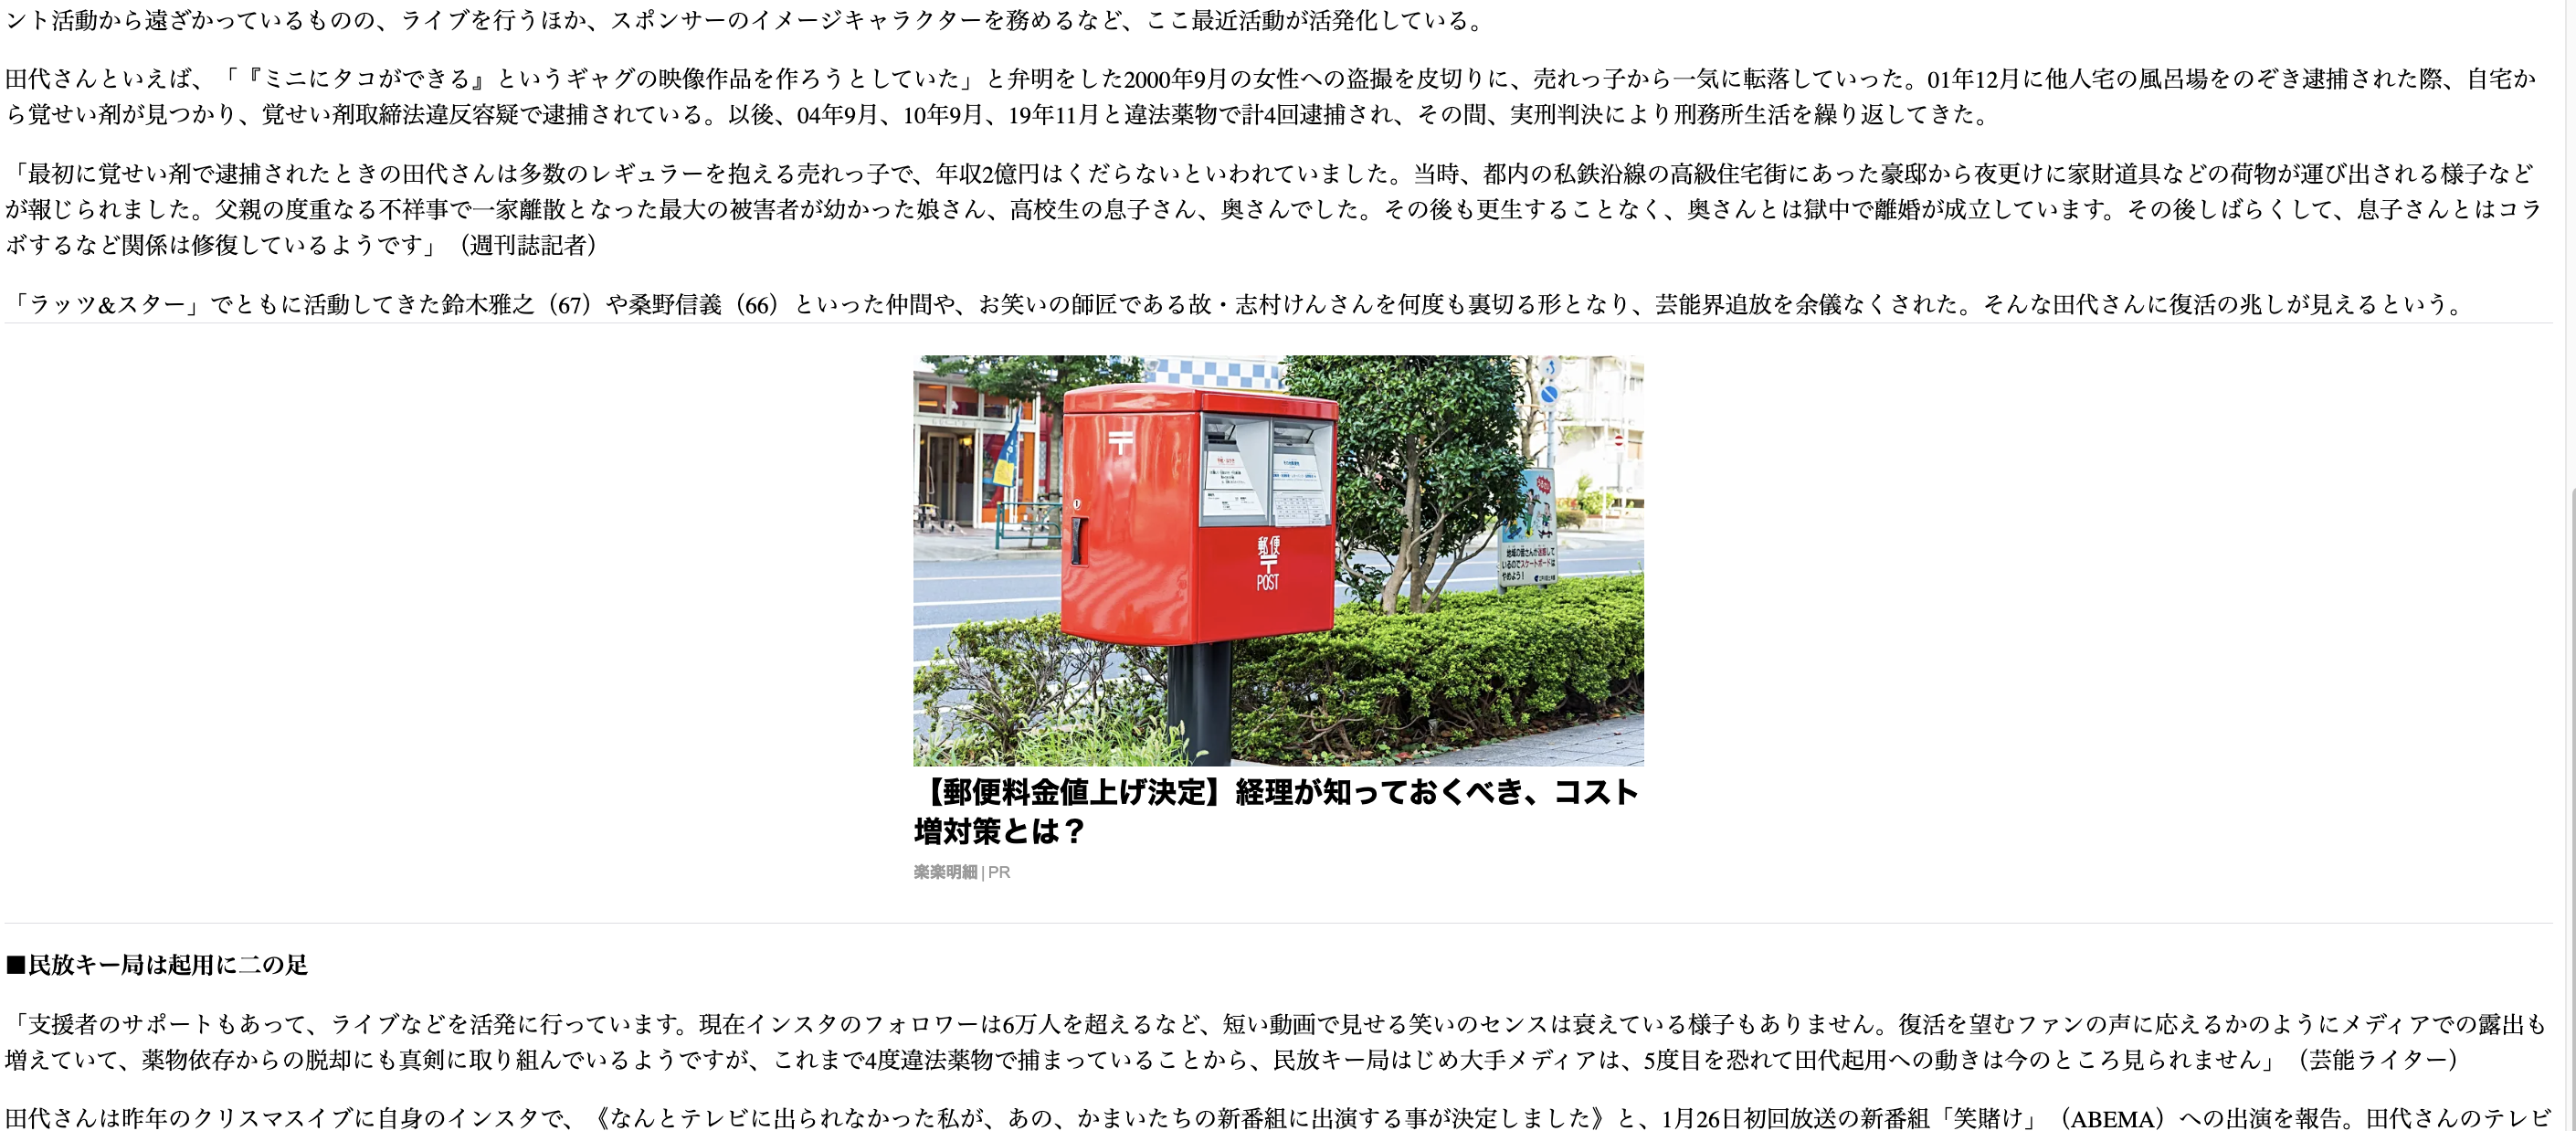 ント活動から遠ざかっているものの、ライブを行うほか、スポンサーのイメージキャラクターを務めるなど、ここ最近活動が活発化している。
田代さんといえば、「『ミニにタコができる』というギャグの映像作品を作ろうとしていた」と弁明をした2000年9月の女性への盗撮を皮切りに、売れっ子から一気に転落していった。01年12月に他人宅の風呂場をのぞき逮捕された際、自宅か
ら覚せい剤が見つかり、覚せい剤取締法違反容疑で逮捕されている。以後、04年9月、10年9月、19年11月と違法薬物で計4回逮捕され、その間、実刑判決により刑務所生活を繰り返してきた。
「最初に覚せい剤で逮捕されたときの田代さんは多数のレギュラーを抱える売れっ子で、年収2億円はくだらないといわれていました。当時、都内の私鉄沿線の高級住宅街にあった豪邸から夜更けに家財道具などの荷物が運び出される様子など
が報じられました。父親の度重なる不祥事で一家離散となった最大の被害者が幼かった娘さん、高校生の息子さん、奥さんでした。その後も更生することなく、奥さんとは獄中で離婚が成立しています。その後しばらくして、息子さんとはコラ
ボするなど関係は修復しているようです」（週刊誌記者）
「ラッツ&スター」でともに活動してきた鈴木雅之（67）や桑野信義（66）といった仲間や、お笑いの師匠である故・志村けんさんを何度も裏切る形となり、芸能界追放を余儀なくされた。そんな田代さんに復活の兆しが見えるという。
〒
郵便
〒
POST
地域の皆さんが迷惑して
いるのでスケートボードは
やめよう！
【郵便料金値上げ決定】経理が知っておくべき、コスト
増対策とは？
楽楽明細 | PR
■民放キー局は起用に二の足
「支援者のサポートもあって、ライブなどを活発に行っています。現在インスタのフォロワーは6万人を超えるなど、短い動画で見せる笑いのセンスは衰えている様子もありません。復活を望むファンの声に応えるかのようにメディアでの露出も
増えていて、薬物依存からの脱却にも真剣に取り組んでいるようですが、これまで4度違法薬物で捕まっていることから、民放キー局はじめ大手メディアは、5度目を恐れて田代起用への動きは今のところ見られません」（芸能ライター）
田代さんは昨年のクリスマスイブに自身のインスタで、《なんとテレビに出られなかった私が、あの、かまいたちの新番組に出演する事が決定しました》と、1月26日初回放送の新番組「笑賭け」（ABEMA）への出演を報告。田代さんのテレビ